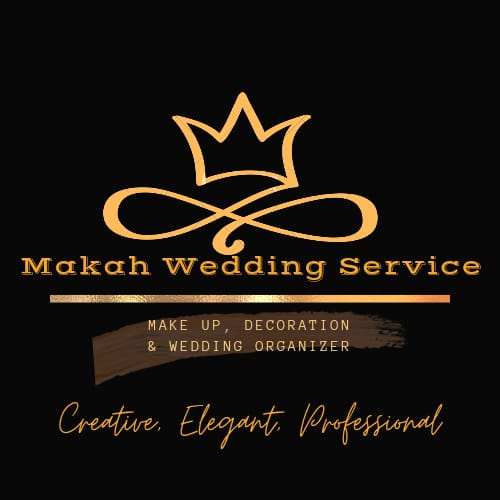 Makah Wedding Service
MAKE UP, DECORATION
& WEDDING ORGANIZER
Creative, Elegant, Professional